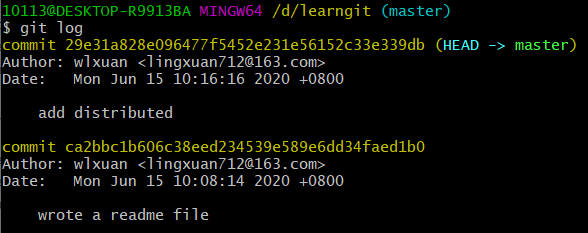 10113@DESKTOP-R9913BA MINGW64 /d/learngit (master)
$ git log
commit 29e31a828e096477f5452e231e56152c33e339db (HEAD -> master)
Author: wlxuan <lingxuan712@163.com>
Date:   Mon Jun 15 10:16:16 2020 +0800

    add distributed

commit ca2bbc1b606c38eed234539e589e6dd34faed1b0
Author: wlxuan <lingxuan712@163.com>
Date:   Mon Jun 15 10:08:14 2020 +0800

    wrote a readme file